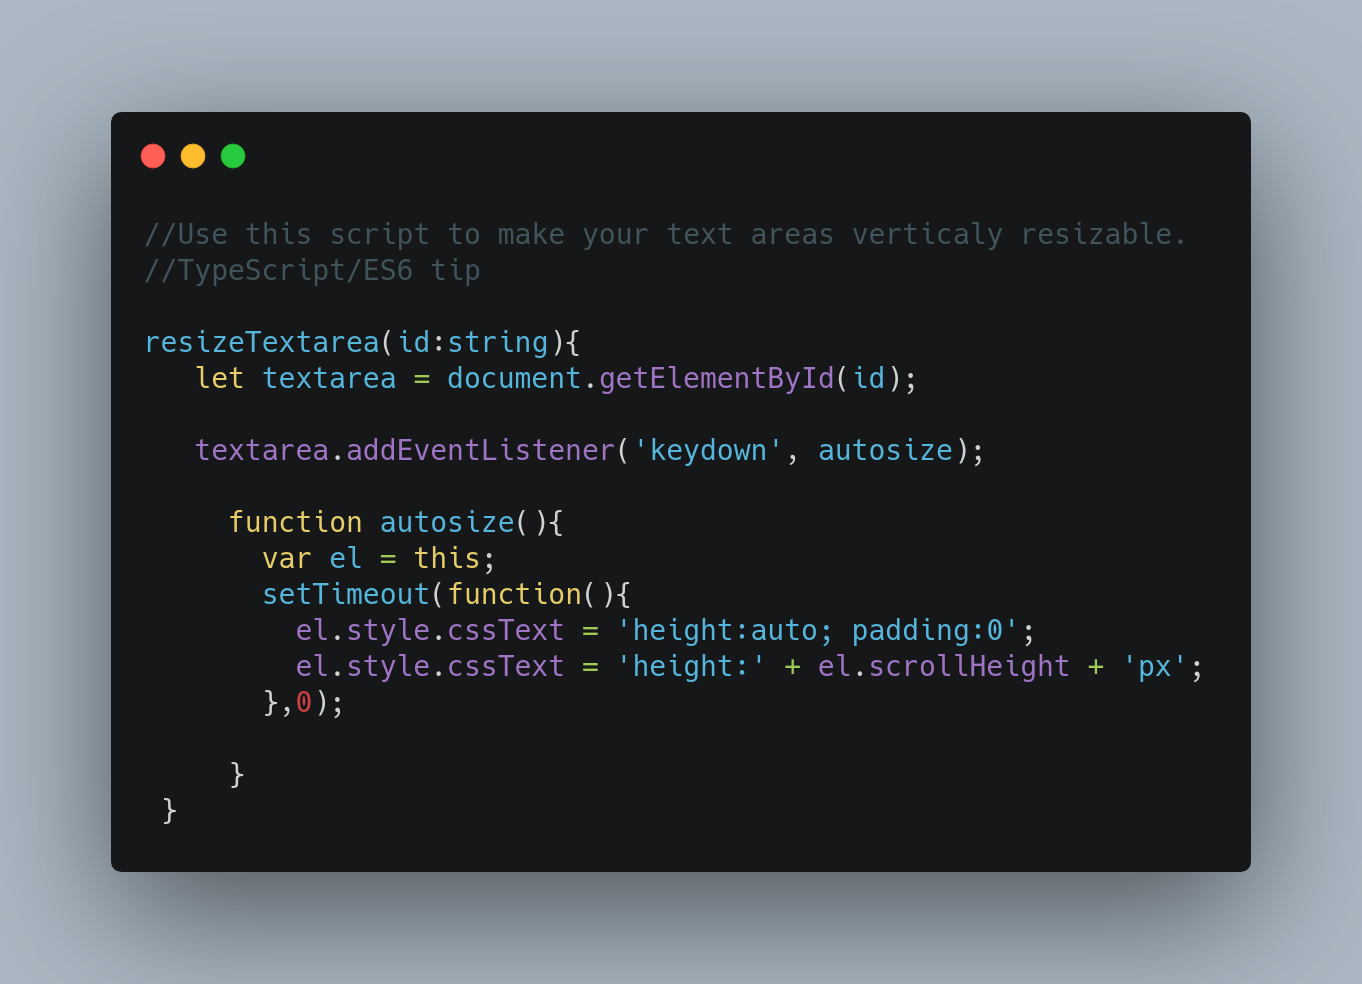 //Use this script to make your text areas verticaly resizable.
//TypeScript/ES6 tip
resizeTextarea(id:string){
let textarea = document.getElementById(id);
textarea.addEventListener('keydown', autosize);
function autosize(){
var el = this;
setTimeout(function(){
el.style.cssText = 'height:auto; padding:0';
el.style.cssText = 'height:' + el.scrollHeight + 'px';
},0);
}
}